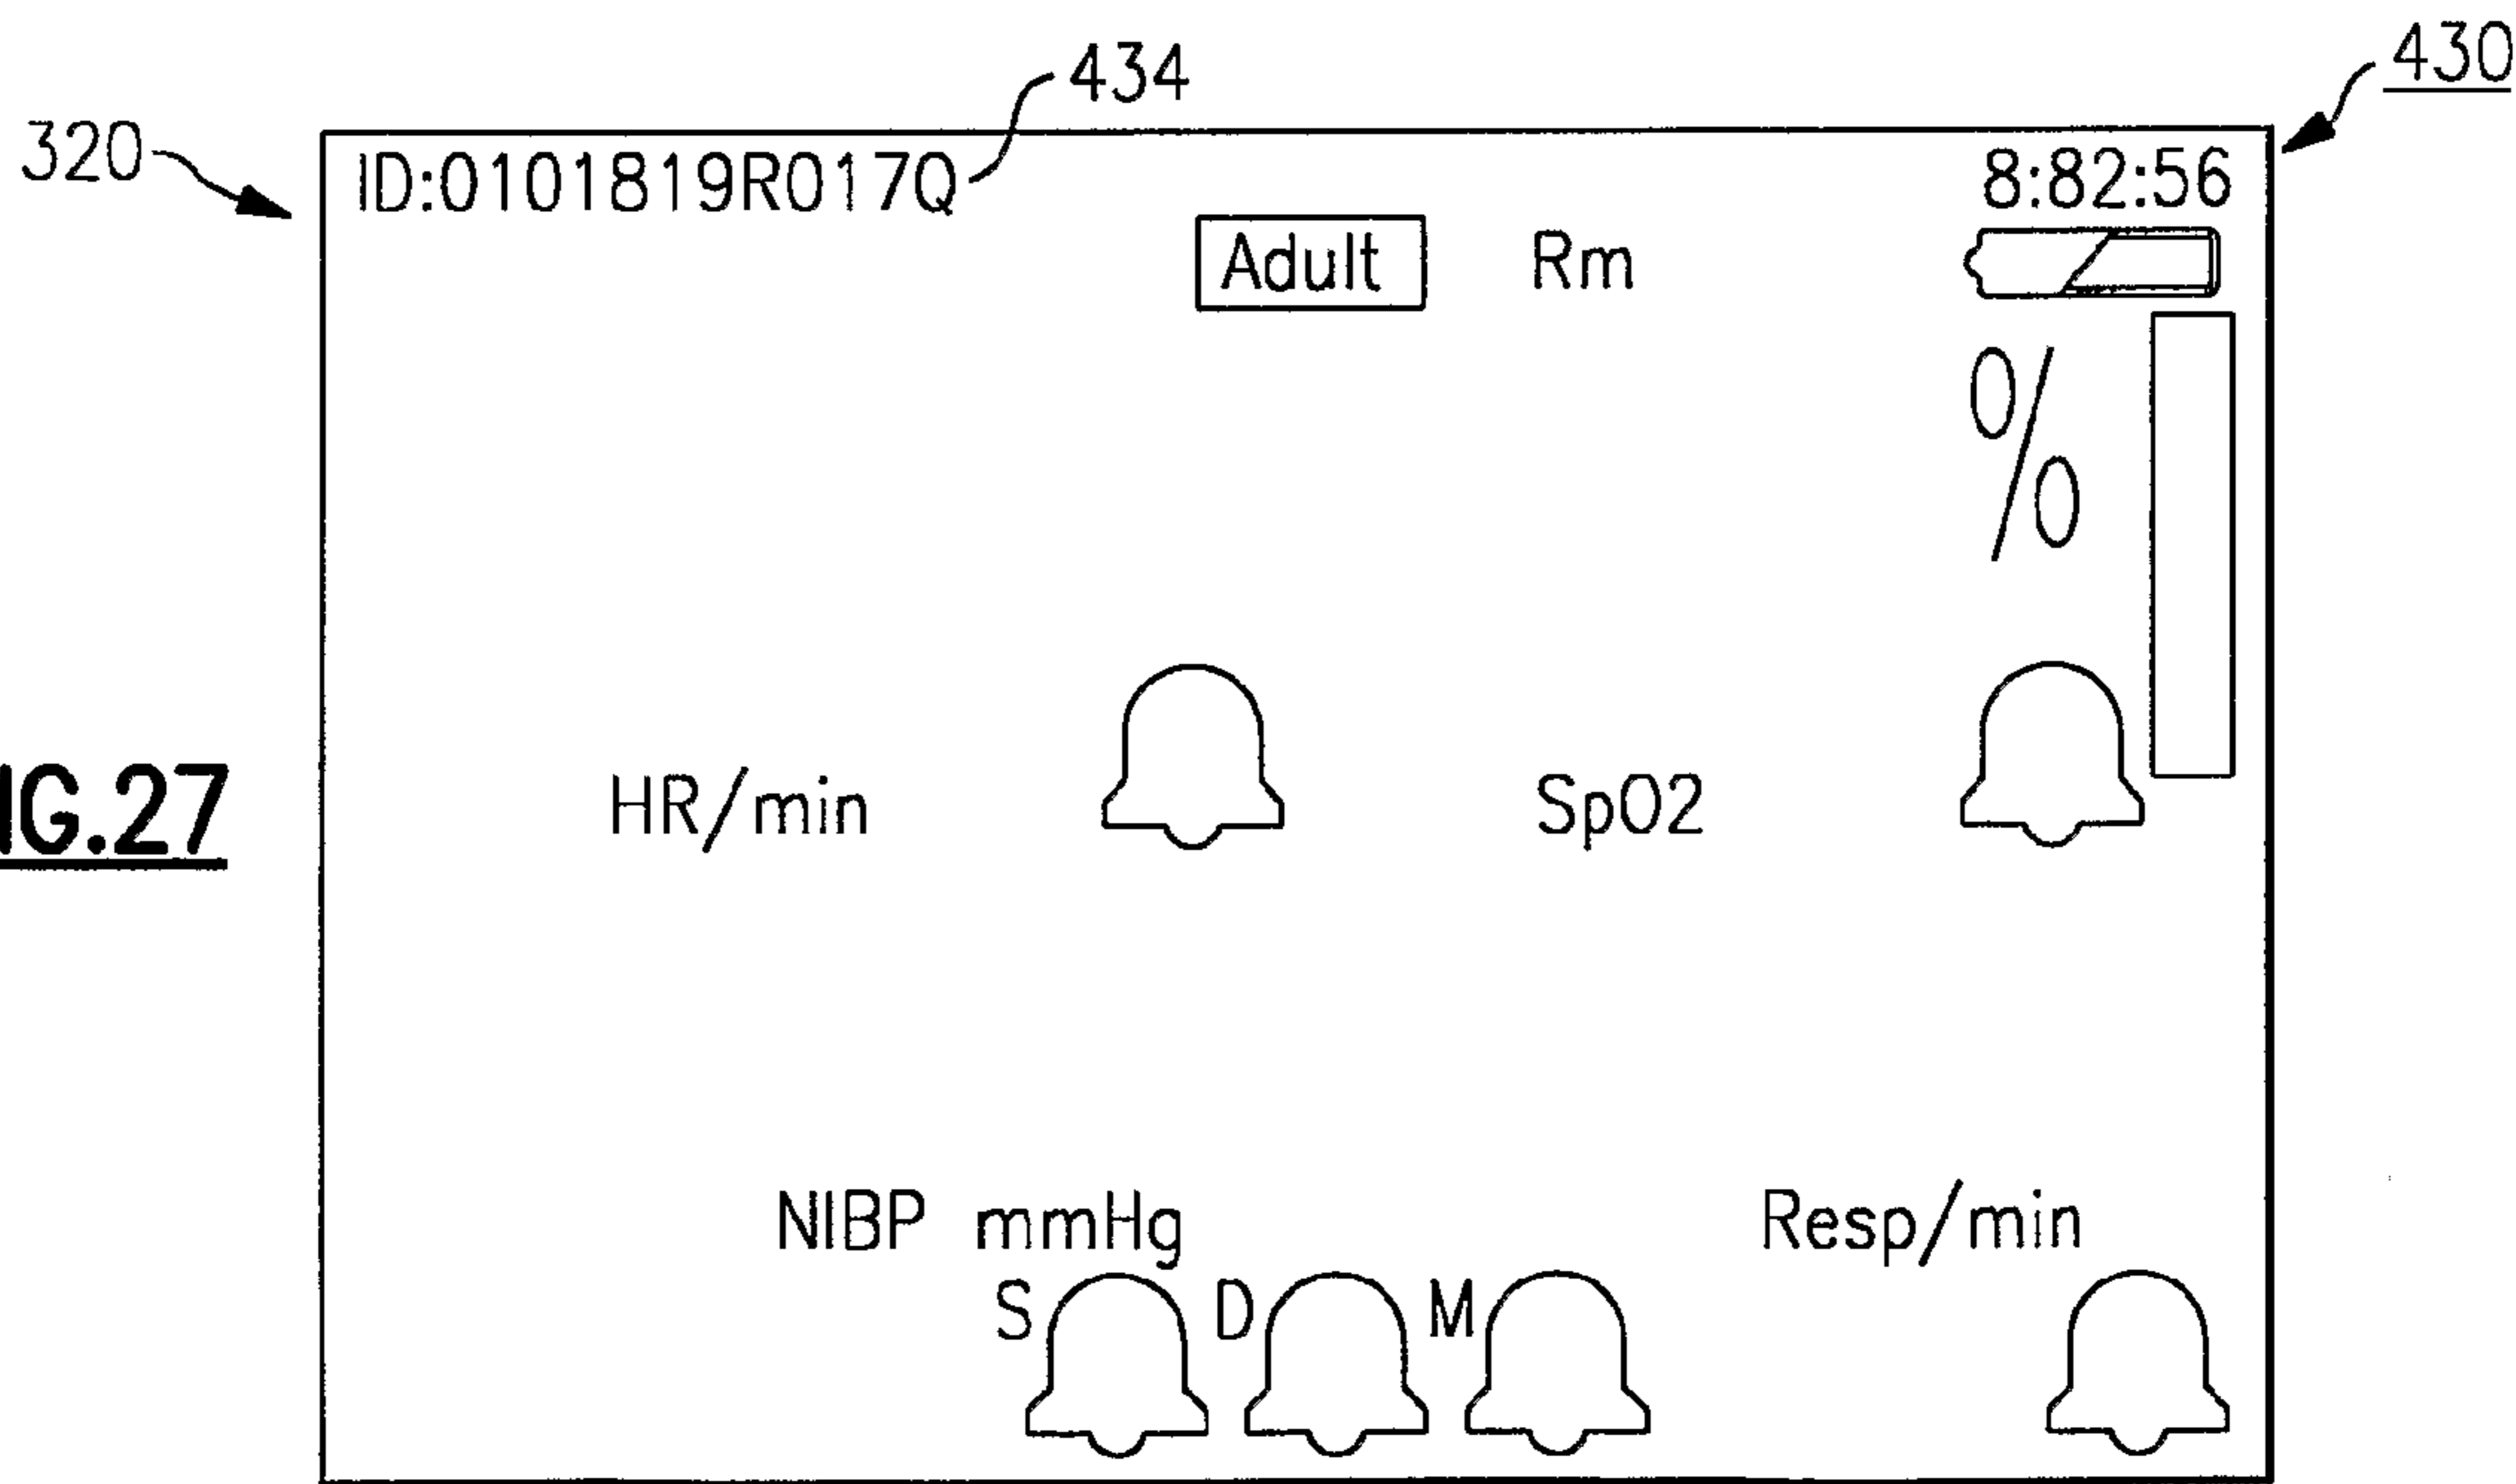 430
434
320
ID:0101819R017Q 8:82:56
Adult Rm
%
HR/min SpO2
IG.27
NIBP mmHg Resp/min
S D M